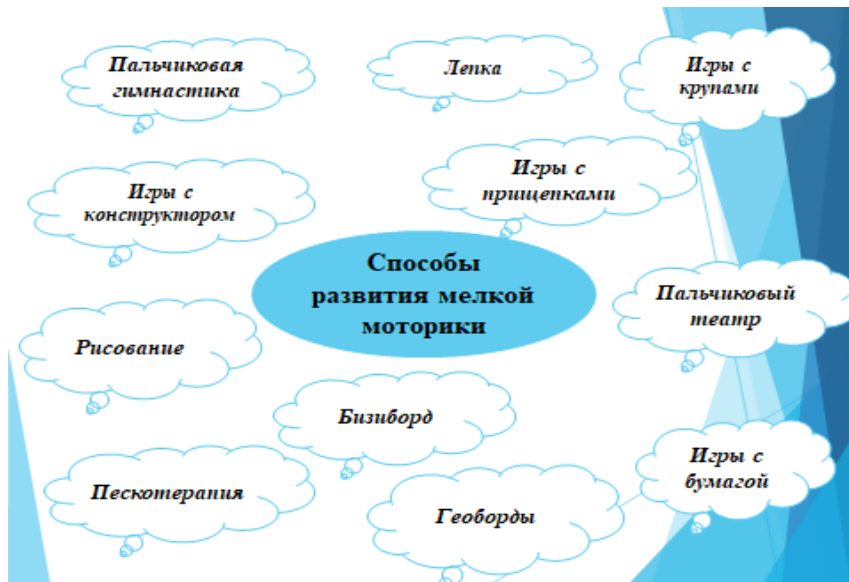 Пальчиковая
гимнастика
Лепка
Игры с
крупами
Игры с
конструктором
Игры с
прищепками
Способы
развития мелкой
моторики
Пальчиковый
театр
Рисование
Бизиборд
Игры с
бумагой
Пескотерапия
Геоборды